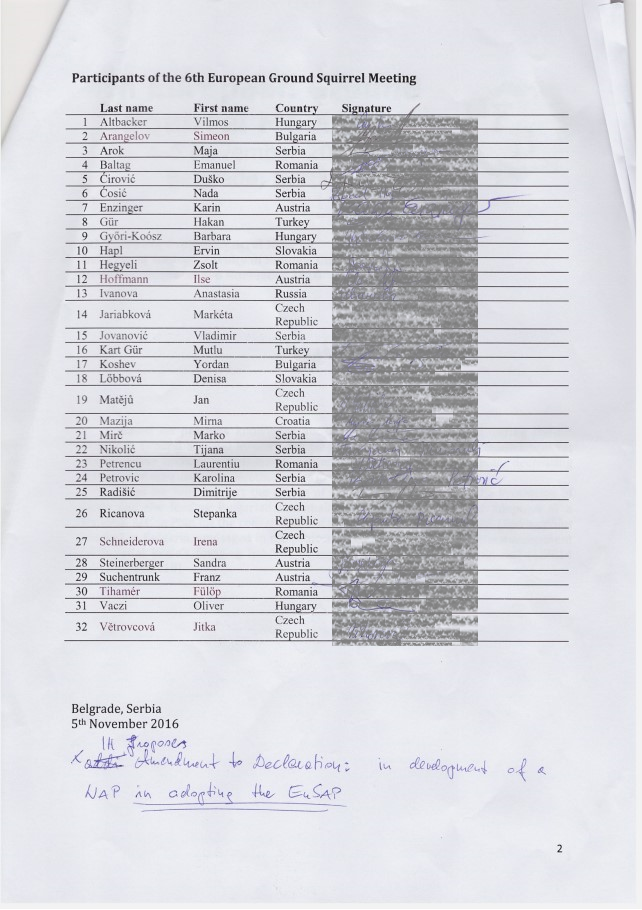 Participants of the 6th European Ground Squirrel Meeting
Last name First name Country Signature
1 Altbacker Vilmos Hungary
2 Arangelov Simeon Bulgaria
3 Arok Maja Serbia
4 Baltag Emanuel Romania
5 Ćirović Duško Serbia
6 Ćosić Nada Serbia
7 Enzinger Karin Austria
8 Gür Hakan Turkey
9 Győri-Koósz Barbara Hungary
10 Hapl Ervin Slovakia
11 Hegyeli Zsolt Romania
12 Hoffmann Ilse Austria
13 Ivanova Anastasia Russia
14 Jariabková Markéta Czech Republic
15 Jovanović Vladimir Serbia
16 Kart Gür Mutlu Turkey
17 Koshev Yordan Bulgaria
18 Lőbbová Denisa Slovakia
19 Matějů Jan Czech Republic
20 Mazija Mirna Croatia
21 Mirč Marko Serbia
22 Nikolić Tijana Serbia
23 Petrencu Laurentiu Romania
24 Petrovic Karolina Serbia
25 Radišić Dimitrije Serbia
26 Ricanova Stepanka Czech Republic
27 Schneiderova Irena Czech Republic
28 Steinerberger Sandra Austria
29 Suchentrunk Franz Austria
30 Tihamér Fülöp Romania
31 Vaczi Oliver Hungary
32 Větrovcová Jitka Czech Republic
Belgrade, Serbia
5th November 2016
IH Proposes
Amendment to Declaration: in development of a
NAP in adopting the EuSAP
2